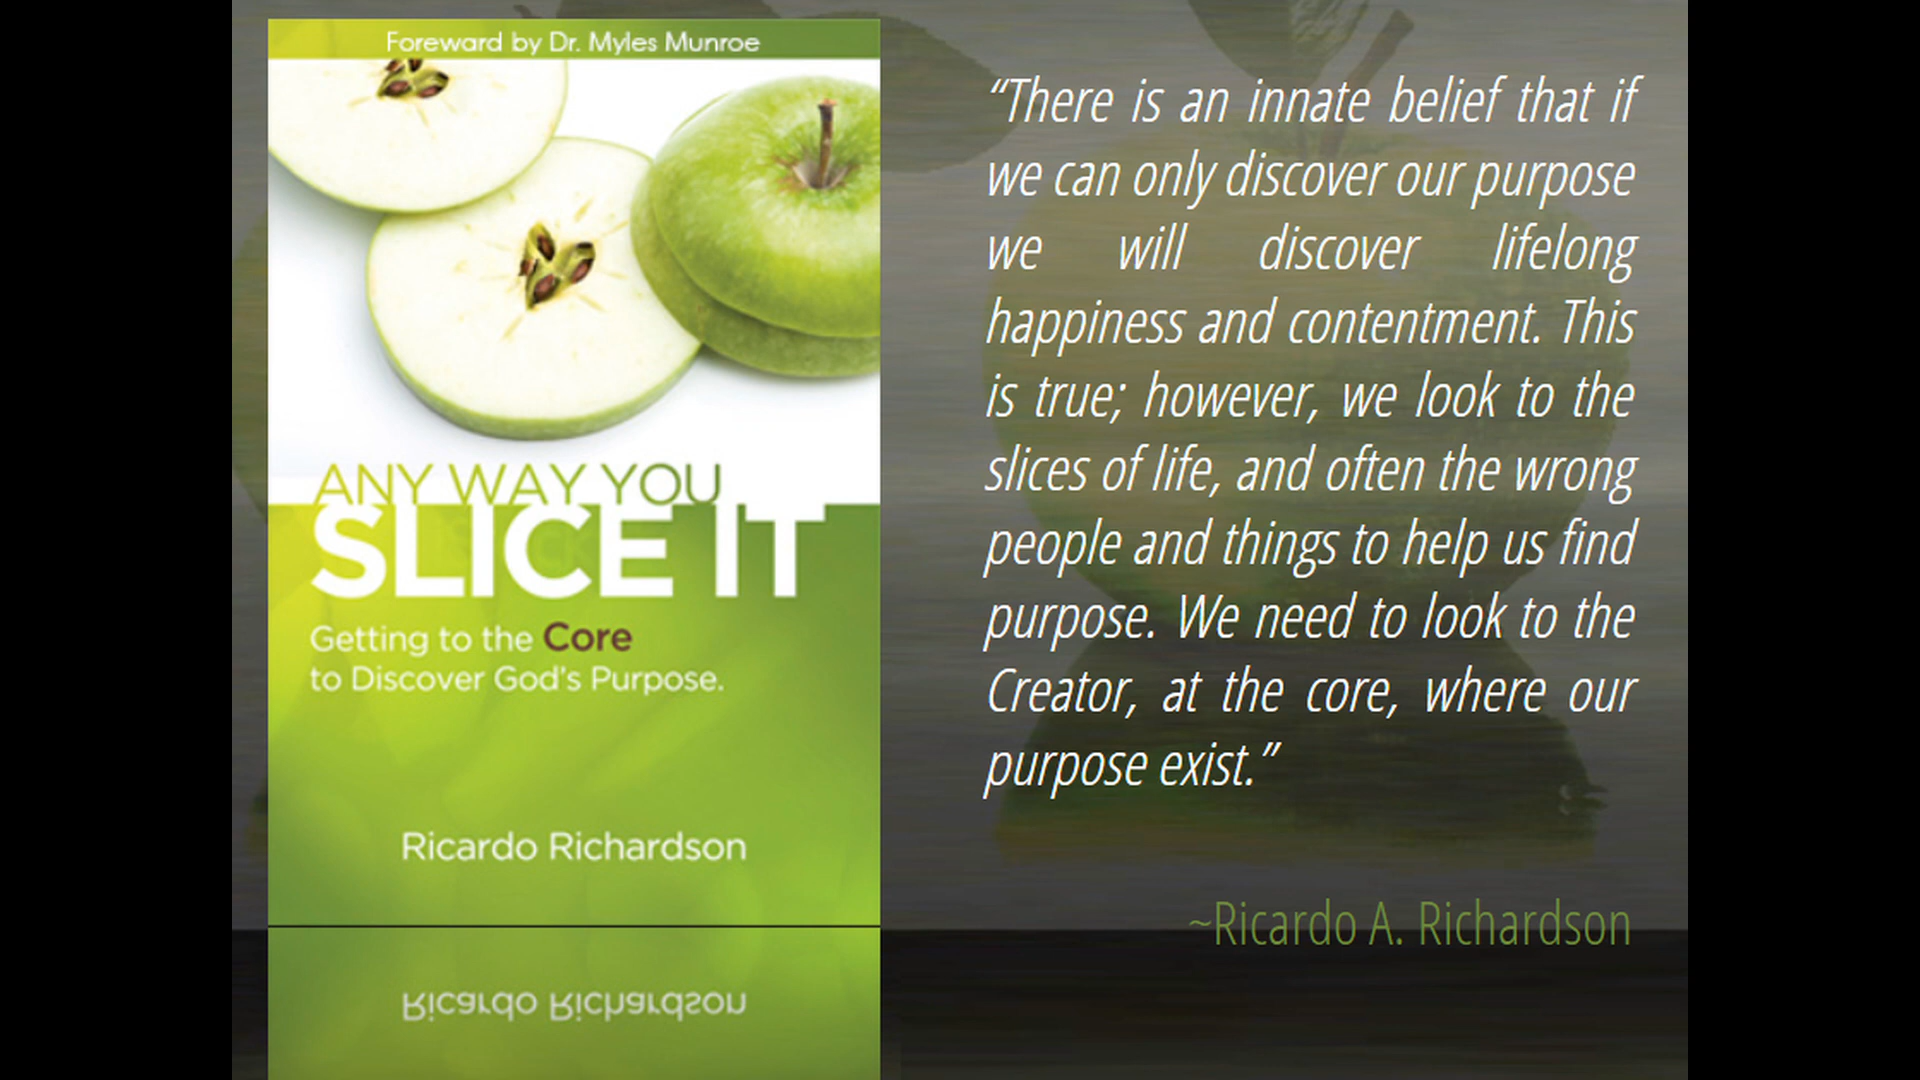 Foreward by Dr. Myles Munroe
ANY WAY YOU
SLICE IT
Getting to the Core
to Discover God's Purpose.
Ricardo Richardson
Ricardo Richardson
“There is an innate belief that if
we can only discover our purpose
we will discover lifelong
happiness and contentment. This
is true; however, we look to the
slices of life, and often the wrong
people and things to help us find
purpose. We need to look to the
Creator, at the core, where our
purpose exist.”
~Ricardo A. Richardson